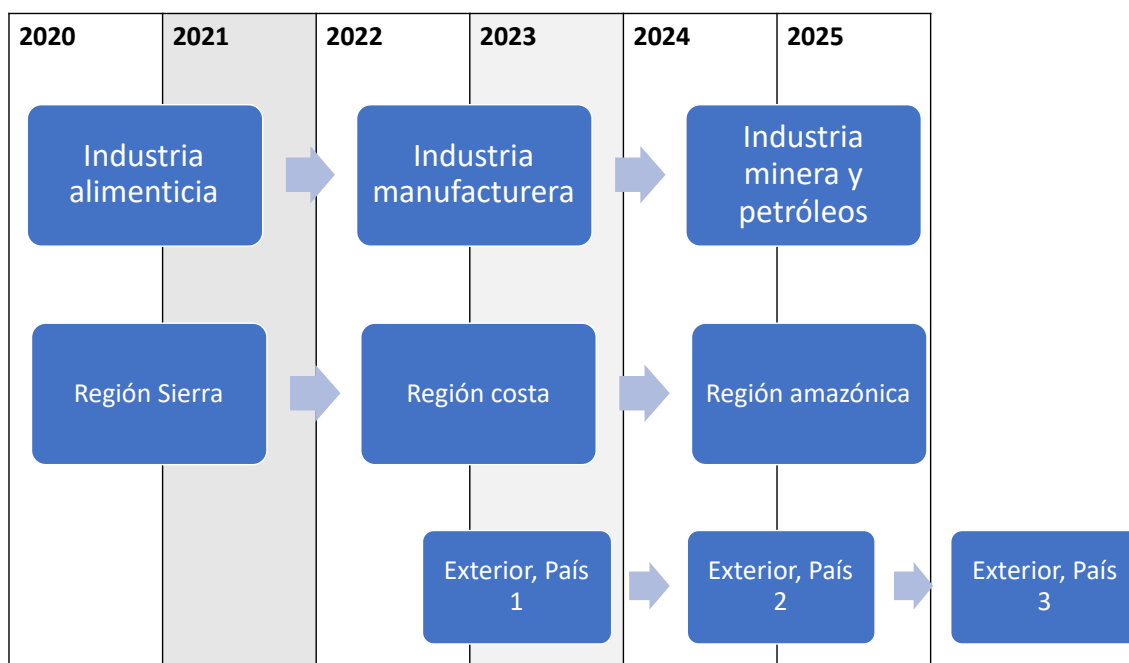 2020 2021 2022 2023 2024 2025
Industria
alimenticia
Industria
manufacturera
Industria
minera y
petróleos
Región Sierra
Región costa
Región amazónica
Exterior, País
1
Exterior, País
2
Exterior, País
3